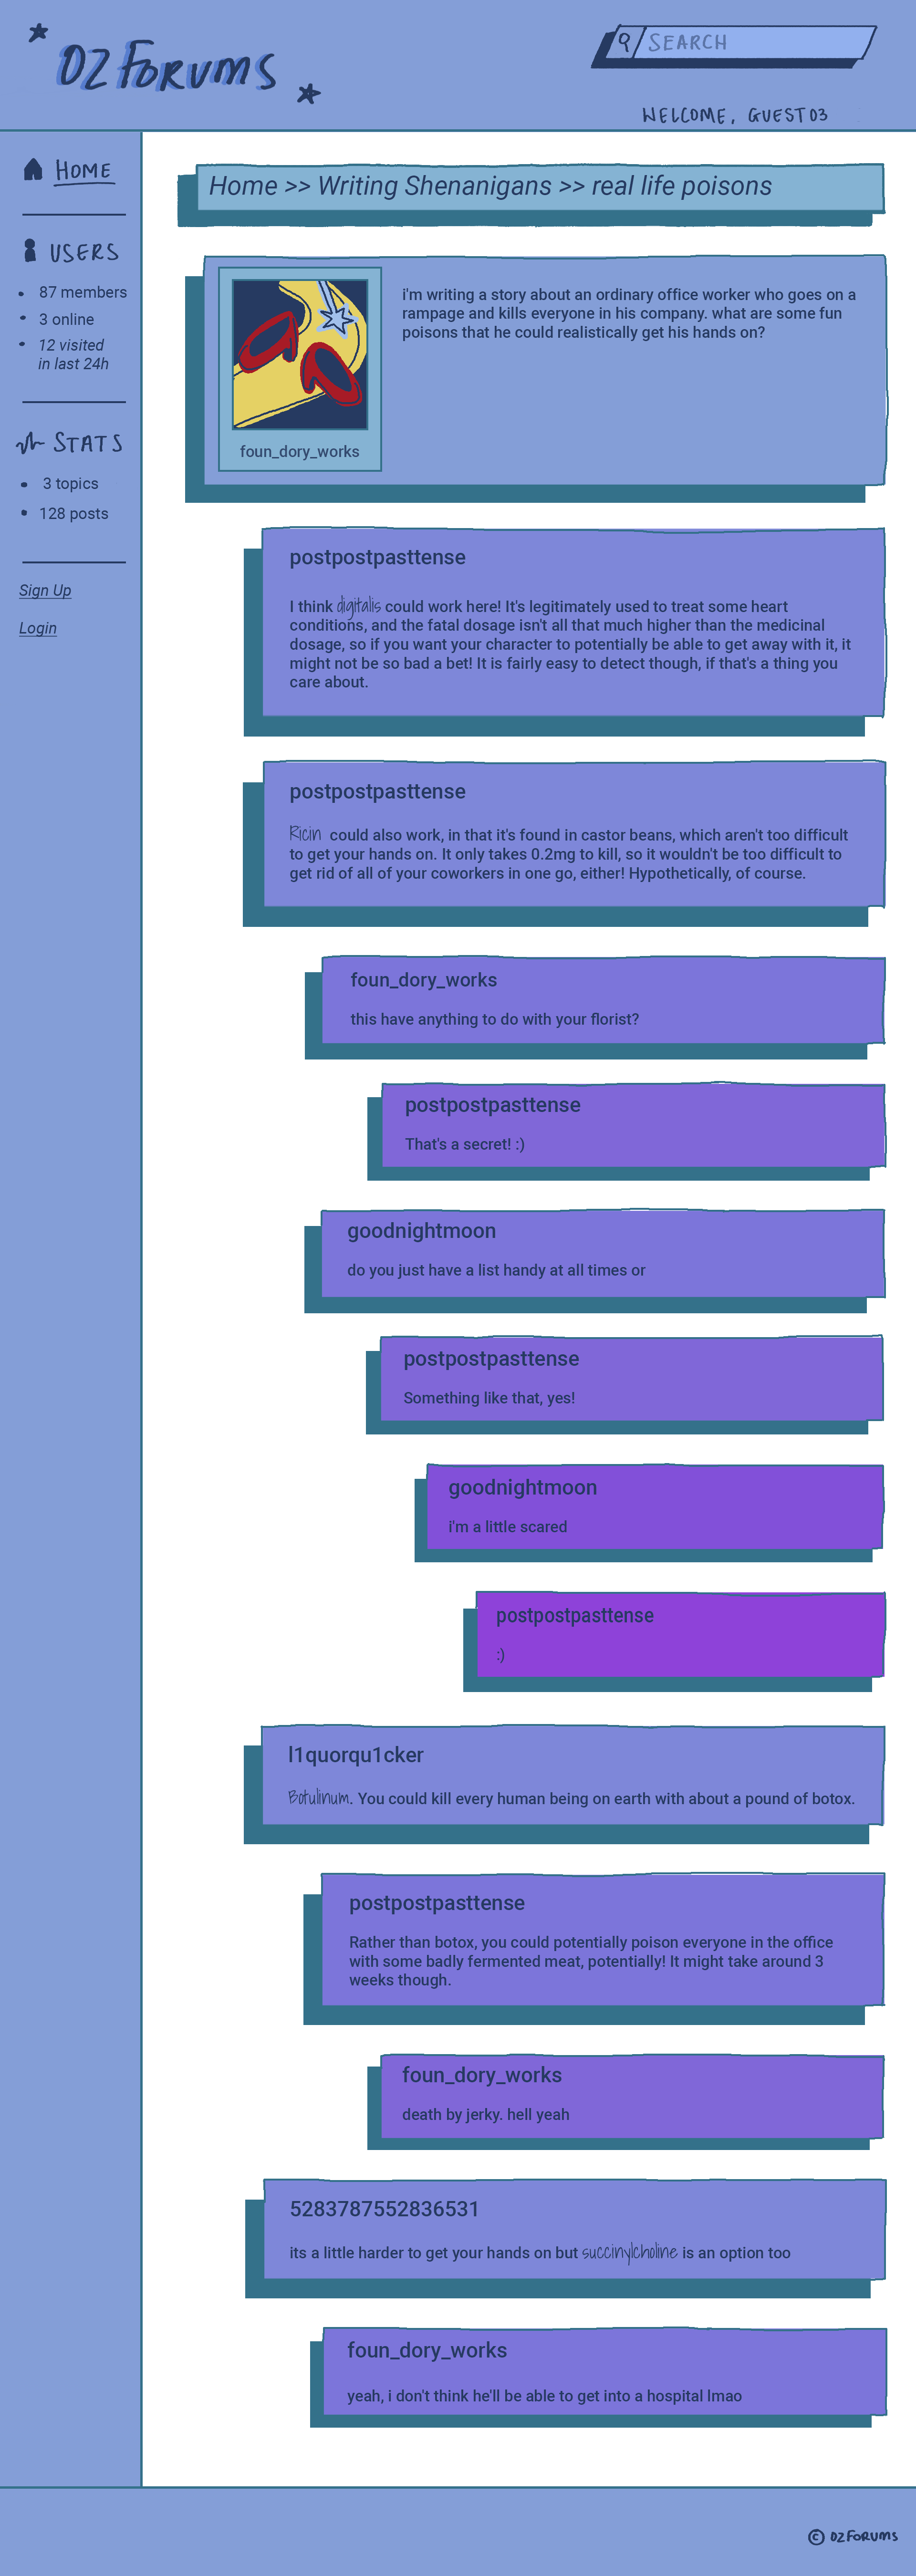 OZ FORUMS
SEARCH
WELCOME, GUEST03
HOME
USERS
87 members
3 online
12 visited
in last 24h
STATS
3 topics
128 posts
Sign Up
Login
Home >> Writing Shenanigans >> real life poisons
i'm writing a story about an ordinary office worker who goes on a
rampage and kills everyone in his company. what are some fun
poisons that he could realistically get his hands on?
foun_dory_works
postpostpasttense
I think digitalis could work here! It's legitimately used to treat some heart
conditions, and the fatal dosage isn't all that much higher than the medicinal
dosage, so if you want your character to potentially be able to get away with it, it
might not be so bad a bet! It is fairly easy to detect though, if that's a thing you
care about.
postpostpasttense
Ricin could also work, in that it's found in castor beans, which aren't too difficult
to get your hands on. It only takes 0.2mg to kill, so it wouldn't be too difficult to
get rid of all of your coworkers in one go, either! Hypothetically, of course.
foun_dory_works
this have anything to do with your florist?
postpostpasttense
That's a secret! :)
goodnightmoon
do you just have a list handy at all times or
postpostpasttense
Something like that, yes!
goodnightmoon
i'm a little scared
postpostpasttense
:)
l1quorqu1cker
Botulinum. You could kill every human being on earth with about a pound of botox.
postpostpasttense
Rather than botox, you could potentially poison everyone in the office
with some badly fermented meat, potentially! It might take around 3
weeks though.
foun_dory_works
death by jerky. hell yeah
5283787552836531
its a little harder to get your hands on but succinylcholine is an option too
foun_dory_works
yeah, i don't think he'll be able to get into a hospital lmao
© OZFORUMS